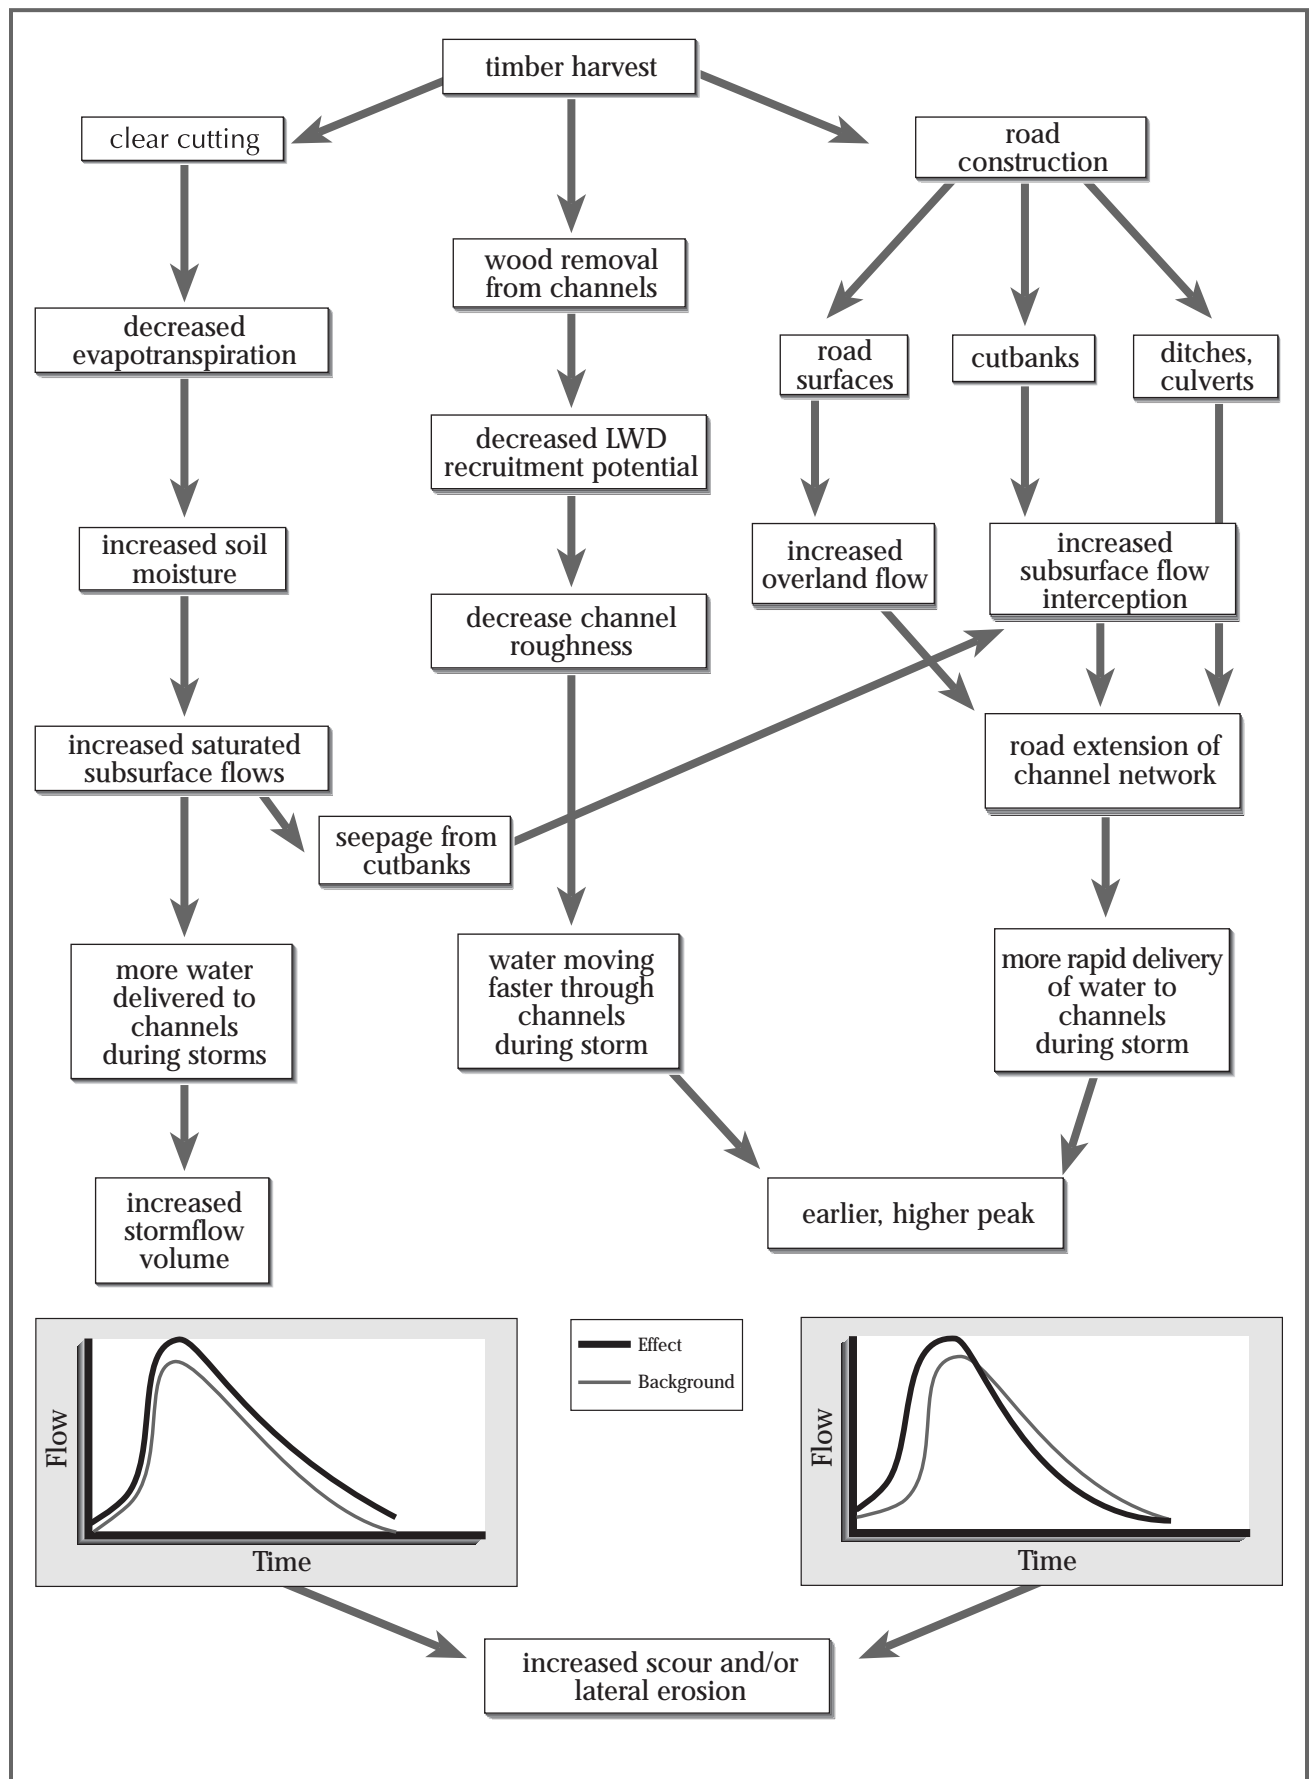 timber harvest
clear cutting
road
construction
wood removal
from channels
decreased
evapotranspiration
road
surfaces
cutbanks
ditches,
culverts
decreased LWD
recruitment potential
increased soil
moisture
increased
overland flow
increased
subsurface flow
interception
decrease channel
roughness
increased saturated
subsurface flows
road extension of
channel network
seepage from
cutbanks
more water
delivered to
channels
during storms
water moving
faster through
channels
during storm
more rapid delivery
of water to
channels
during storm
increased
stormflow
volume
earlier, higher peak
Flow
Time
Effect
Background
Flow
Time
increased scour and/or
lateral erosion